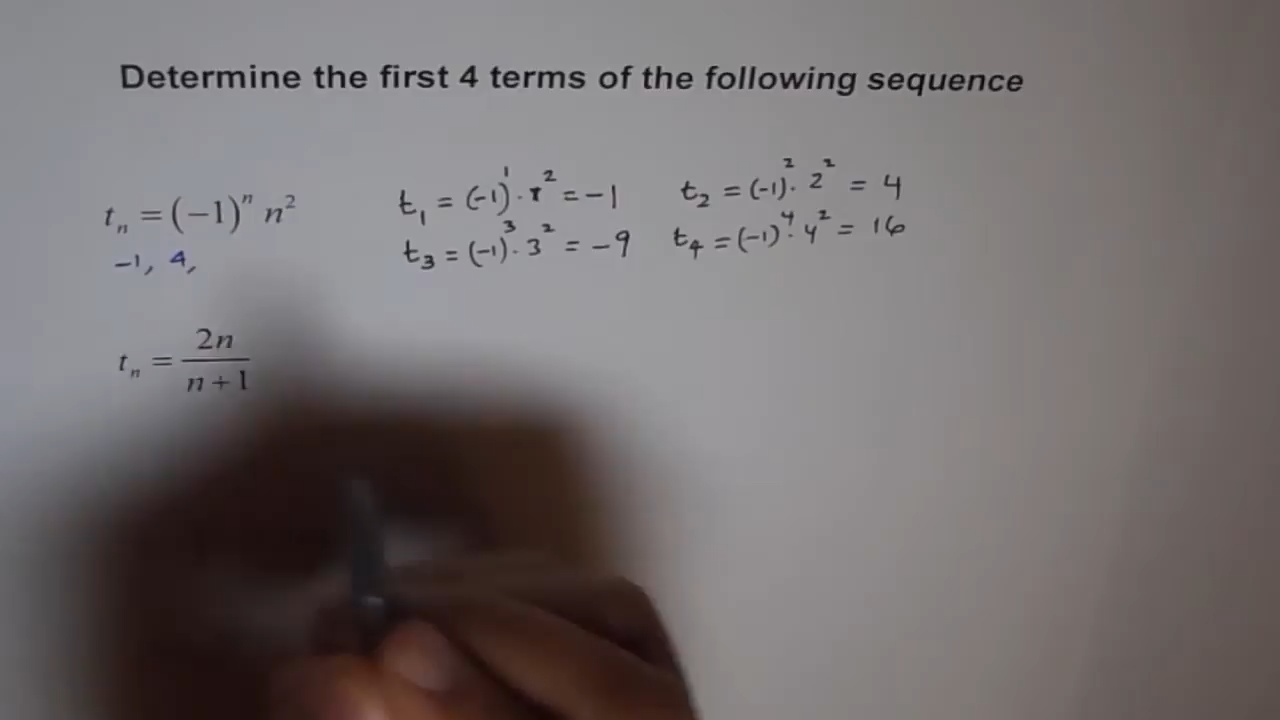 Determine the first 4 terms of the following sequence
tₙ = (−1)ⁿ n² t₁ = (-1)¹ · 1² = -1 t₂ = (-1)² · 2² = 4
t₃ = (-1)³ · 3² = -9 t₄ = (-1)⁴ · 4² = 16
-1, 4,
tₙ = 2n / n + 1